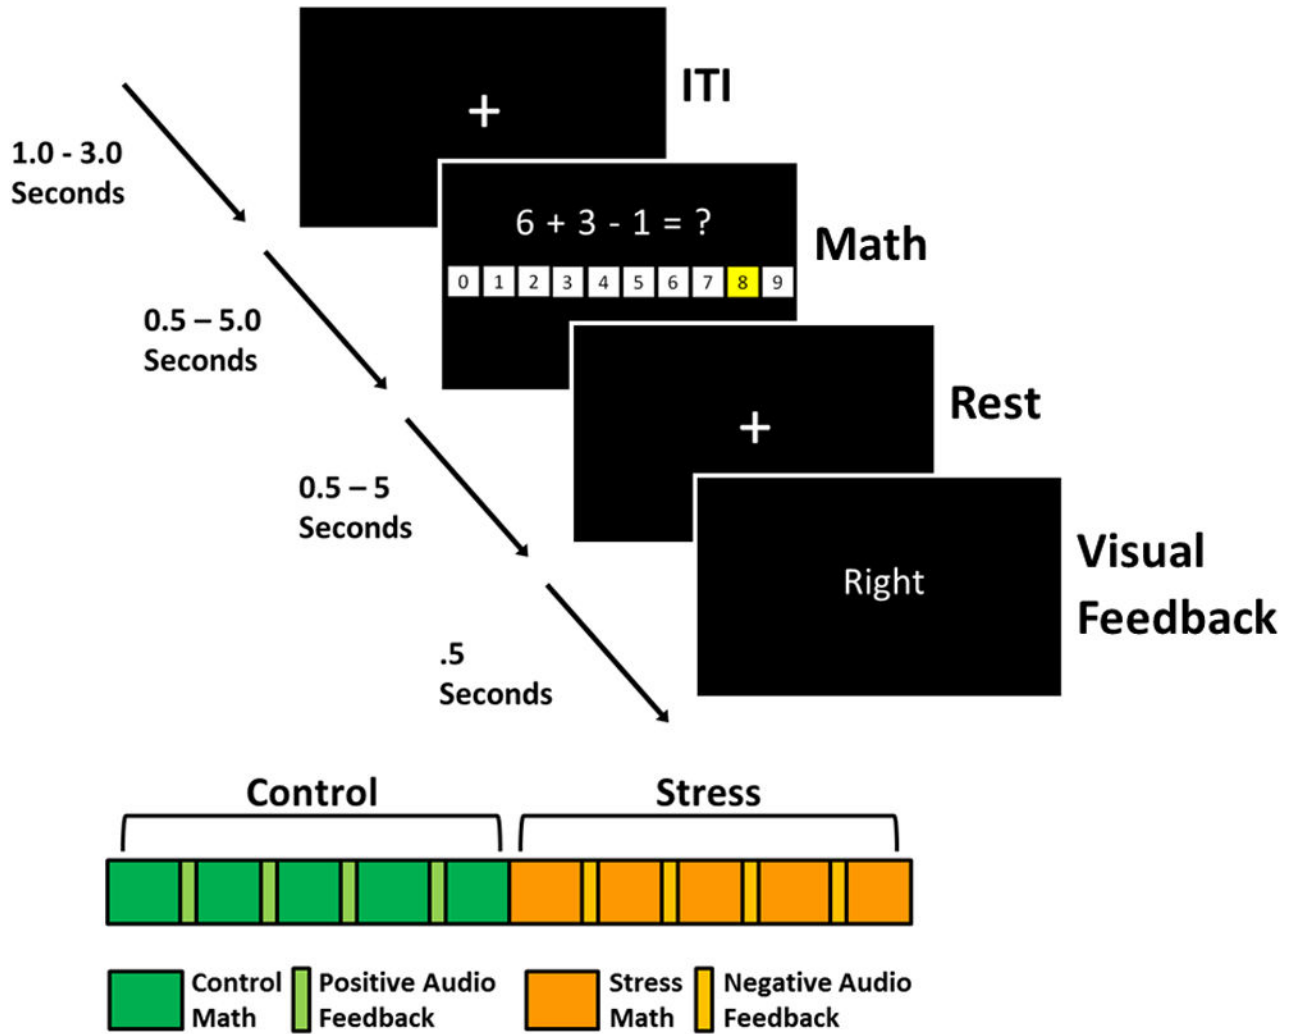 ITI
+
1.0 - 3.0
Seconds
6 + 3 - 1 = ?
0 1 2 3 4 5 6 7 8 9
Math
0.5 – 5.0
Seconds
+
Rest
0.5 – 5
Seconds
Right
Visual
Feedback
.5
Seconds
Control
Stress
Control
Math
Positive Audio
Feedback
Stress
Math
Negative Audio
Feedback